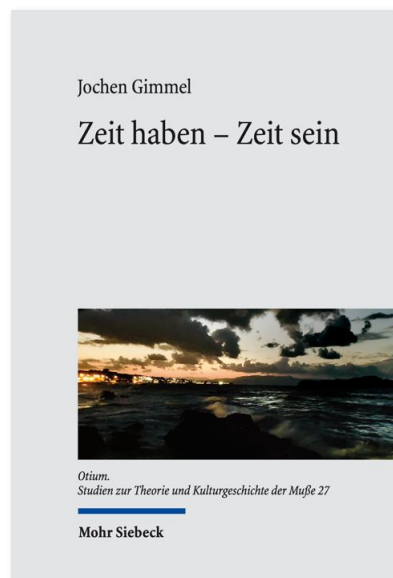 Jochen Gimmel
Zeit haben – Zeit sein
Otium.
Studien zur Theorie und Kulturgeschichte der Muße 27
Mohr Siebeck